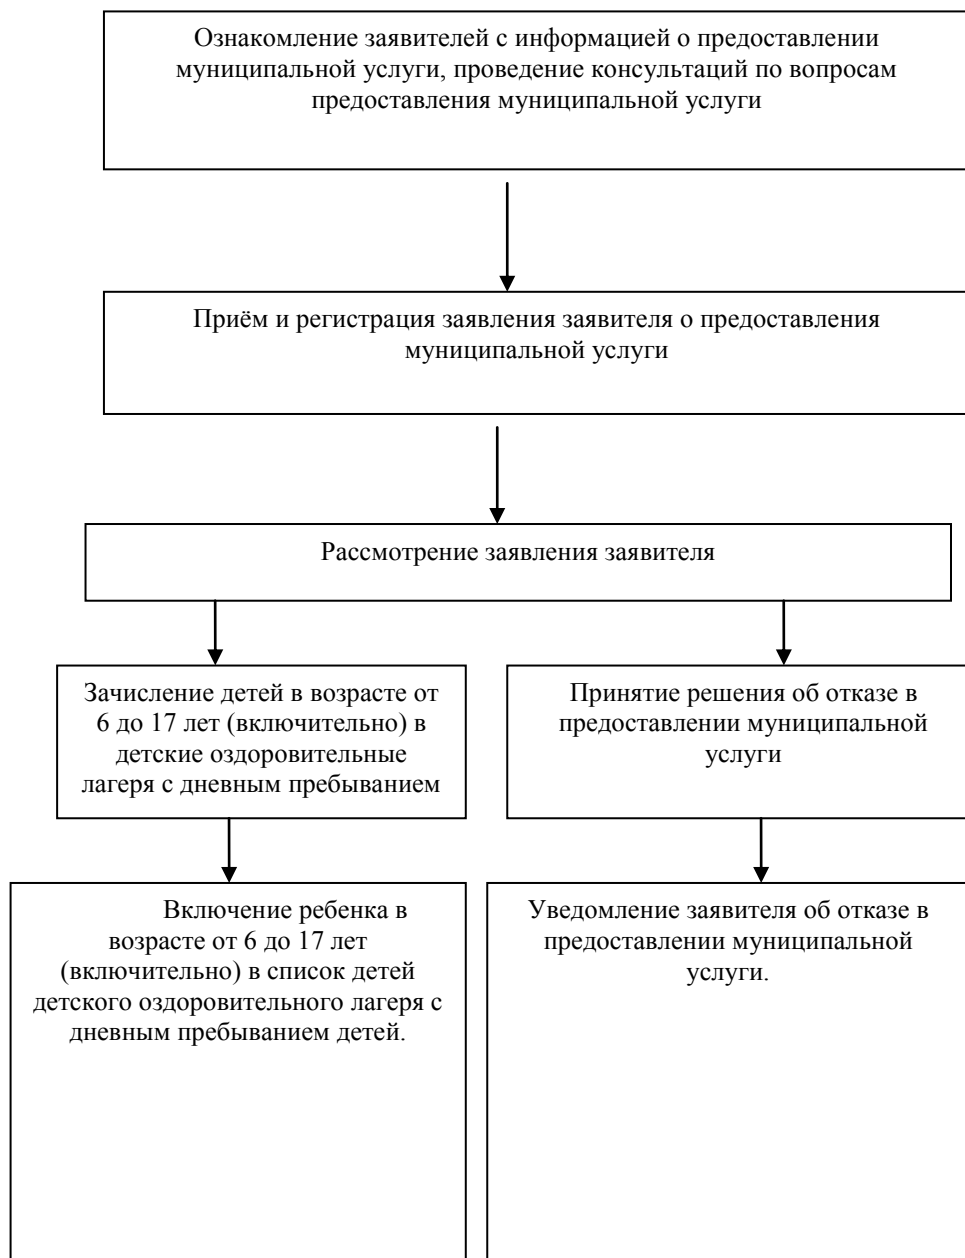 Ознакомление заявителей с информацией о предоставлении
муниципальной услуги, проведение консультаций по вопросам
предоставления муниципальной услуги
Приём и регистрация заявления заявителя о предоставления
муниципальной услуги
Рассмотрение заявления заявителя
Зачисление детей в возрасте от
6 до 17 лет (включительно) в
детские оздоровительные
лагеря с дневным пребыванием
Принятие решения об отказе в
предоставлении муниципальной
услуги
Включение ребенка в
возрасте от 6 до 17 лет
(включительно) в список детей
детского оздоровительного лагеря с
дневным пребыванием детей.
Уведомление заявителя об отказе в
предоставлении муниципальной
услуги.